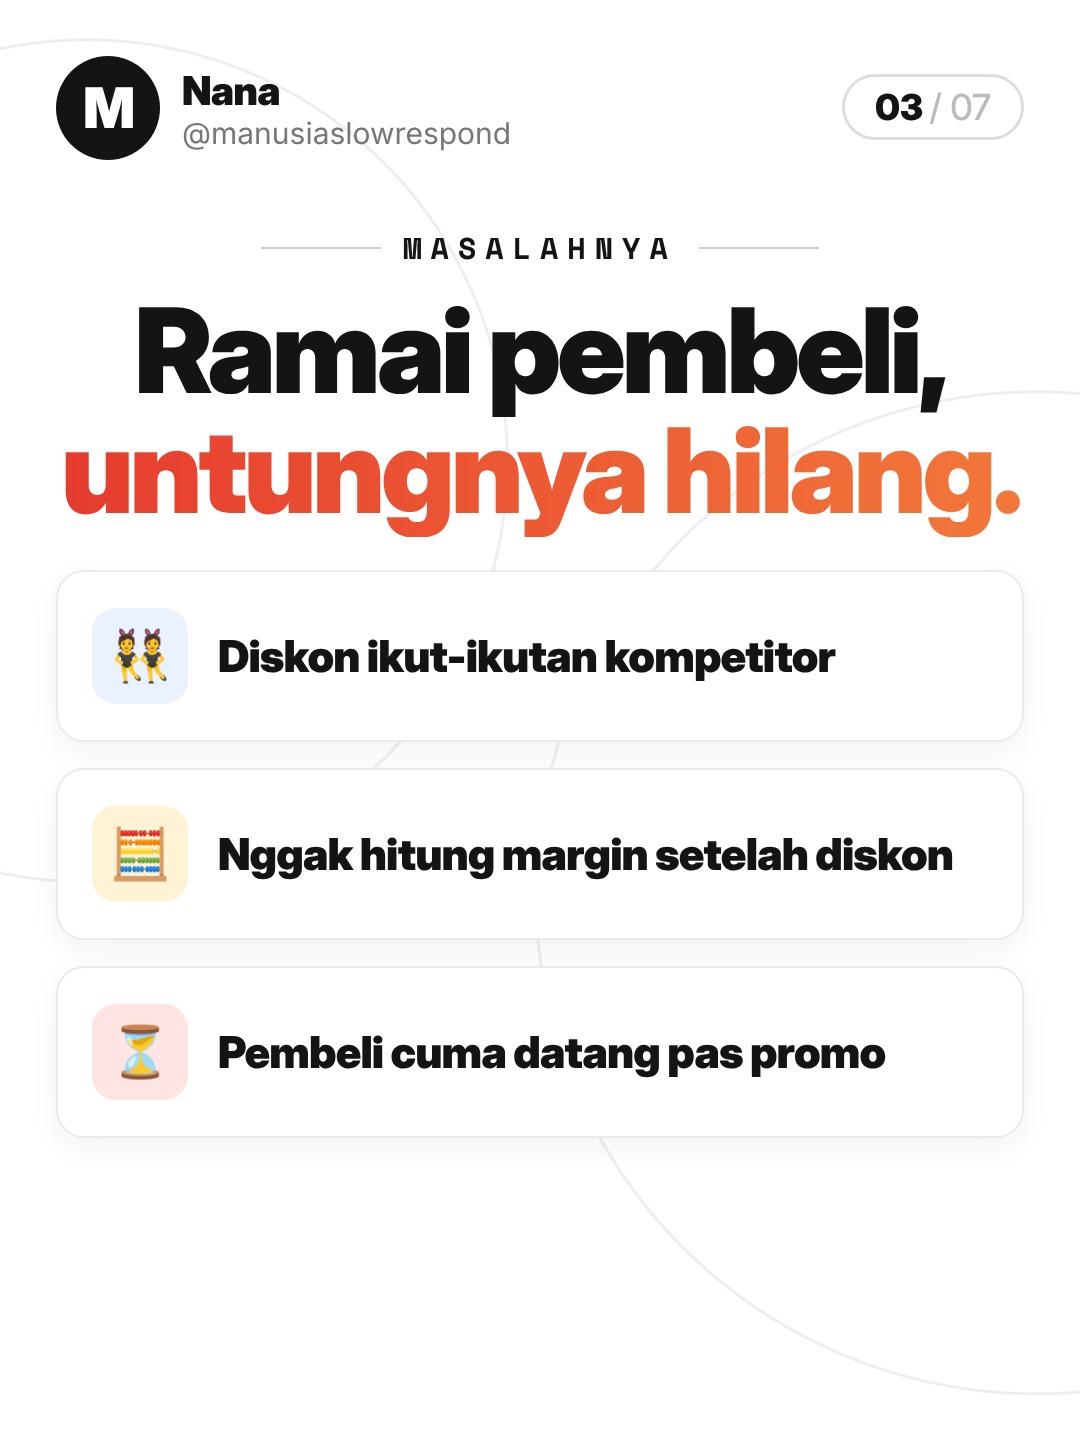 M
Nana
@manusiaslowrespond
03 / 07
MASALAHNYA
Ramai pembeli,
untungnya hilang.
Diskon ikut-ikutan kompetitor
Nggak hitung margin setelah diskon
Pembeli cuma datang pas promo